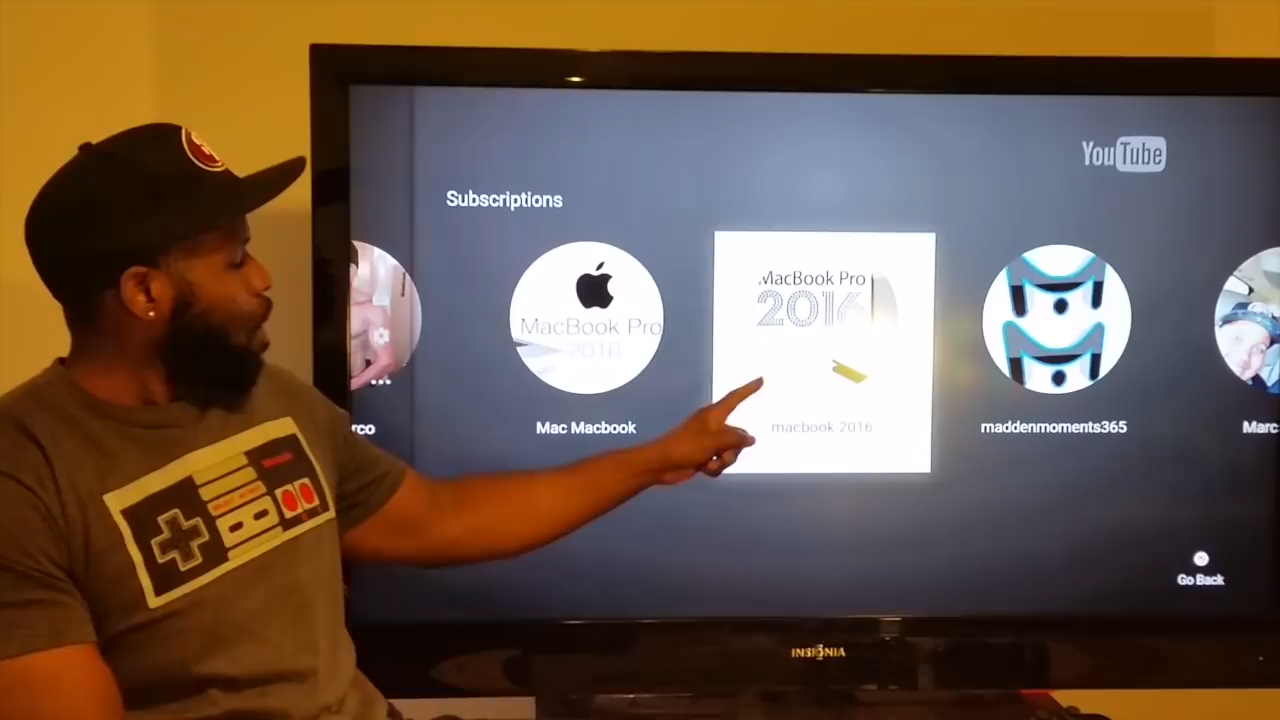 YouTube
Subscriptions
MacBook Pro
2016
MacBook Pro
2016
rco
Mac Macbook
macbook 2016
maddenmoments365
Marc
Go Back
INSIGNIA